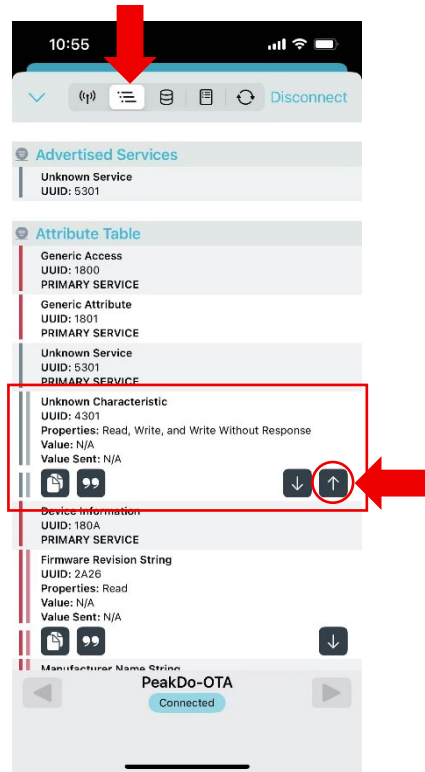 10:55
Disconnect
Advertised Services
Unknown Service
UUID: 5301
Attribute Table
Generic Access
UUID: 1800
PRIMARY SERVICE
Generic Attribute
UUID: 1801
PRIMARY SERVICE
Unknown Service
UUID: 5301
PRIMARY SERVICE
Unknown Characteristic
UUID: 4301
Properties: Read, Write, and Write Without Response
Value: N/A
Value Sent: N/A
Device Information
UUID: 180A
PRIMARY SERVICE
Firmware Revision String
UUID: 2A26
Properties: Read
Value: N/A
Value Sent: N/A
Manufacturer Name String
PeakDo-OTA
Connected